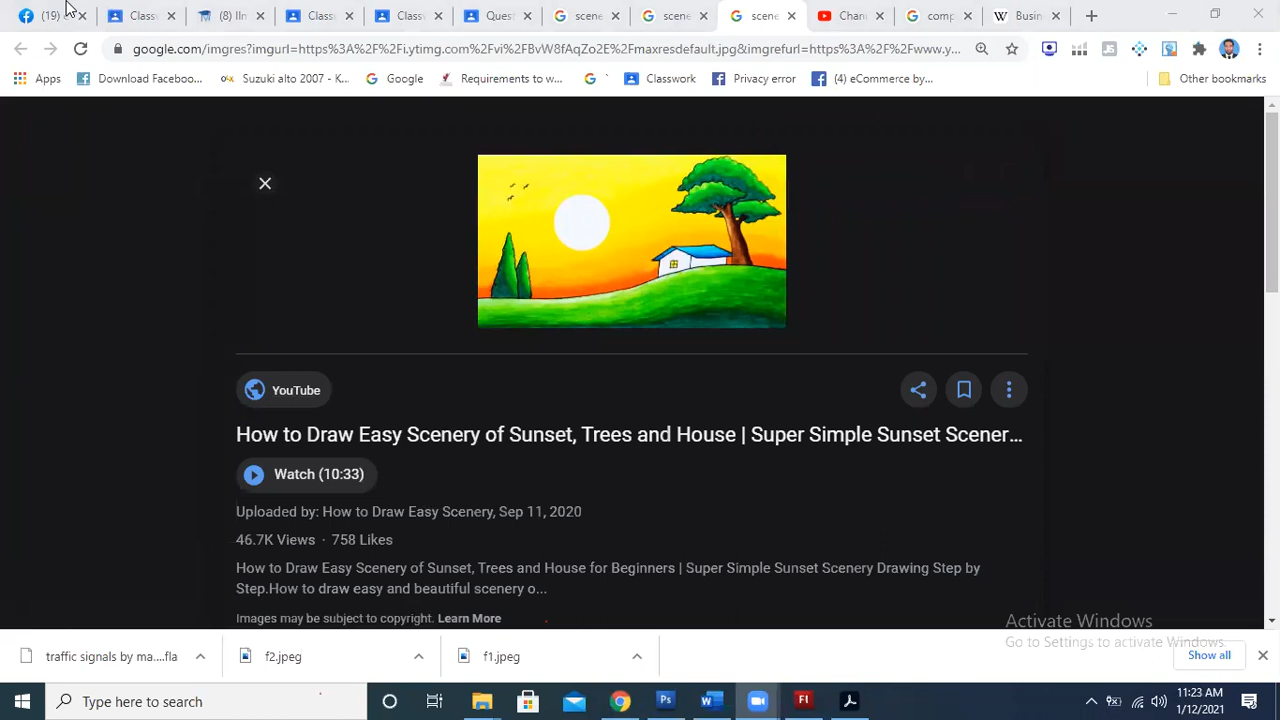 (19)
Classw
(8) Iln
Classw
Classw
Quest
scene
scene
scene
Chan
comp
Busin
google.com/imgres?imgurl=https%3A%2F%2Fi.ytimg.com%2Fvi%2FBvW8fAqZo2E%2Fmaxresdefault.jpg&imgrefurl=https%3A%2F%2Fwww.y...
Apps
Download Faceboo...
Suzuki alto 2007 - K...
Google
Requirements to w...
Classwork
Privacy error
(4) eCommerce by...
Other bookmarks
YouTube
How to Draw Easy Scenery of Sunset, Trees and House | Super Simple Sunset Scener...
Watch (10:33)
Uploaded by: How to Draw Easy Scenery, Sep 11, 2020
46.7K Views · 758 Likes
How to Draw Easy Scenery of Sunset, Trees and House for Beginners | Super Simple Sunset Scenery Drawing Step by
Step.How to draw easy and beautiful scenery o...
Images may be subject to copyright. Learn More
Activate Windows
Go to Settings to activate Windows.
traffic signals by ma....fla
f2.jpeg
f1.jpeg
Show all
Type here to search
11:23 AM
1/12/2021